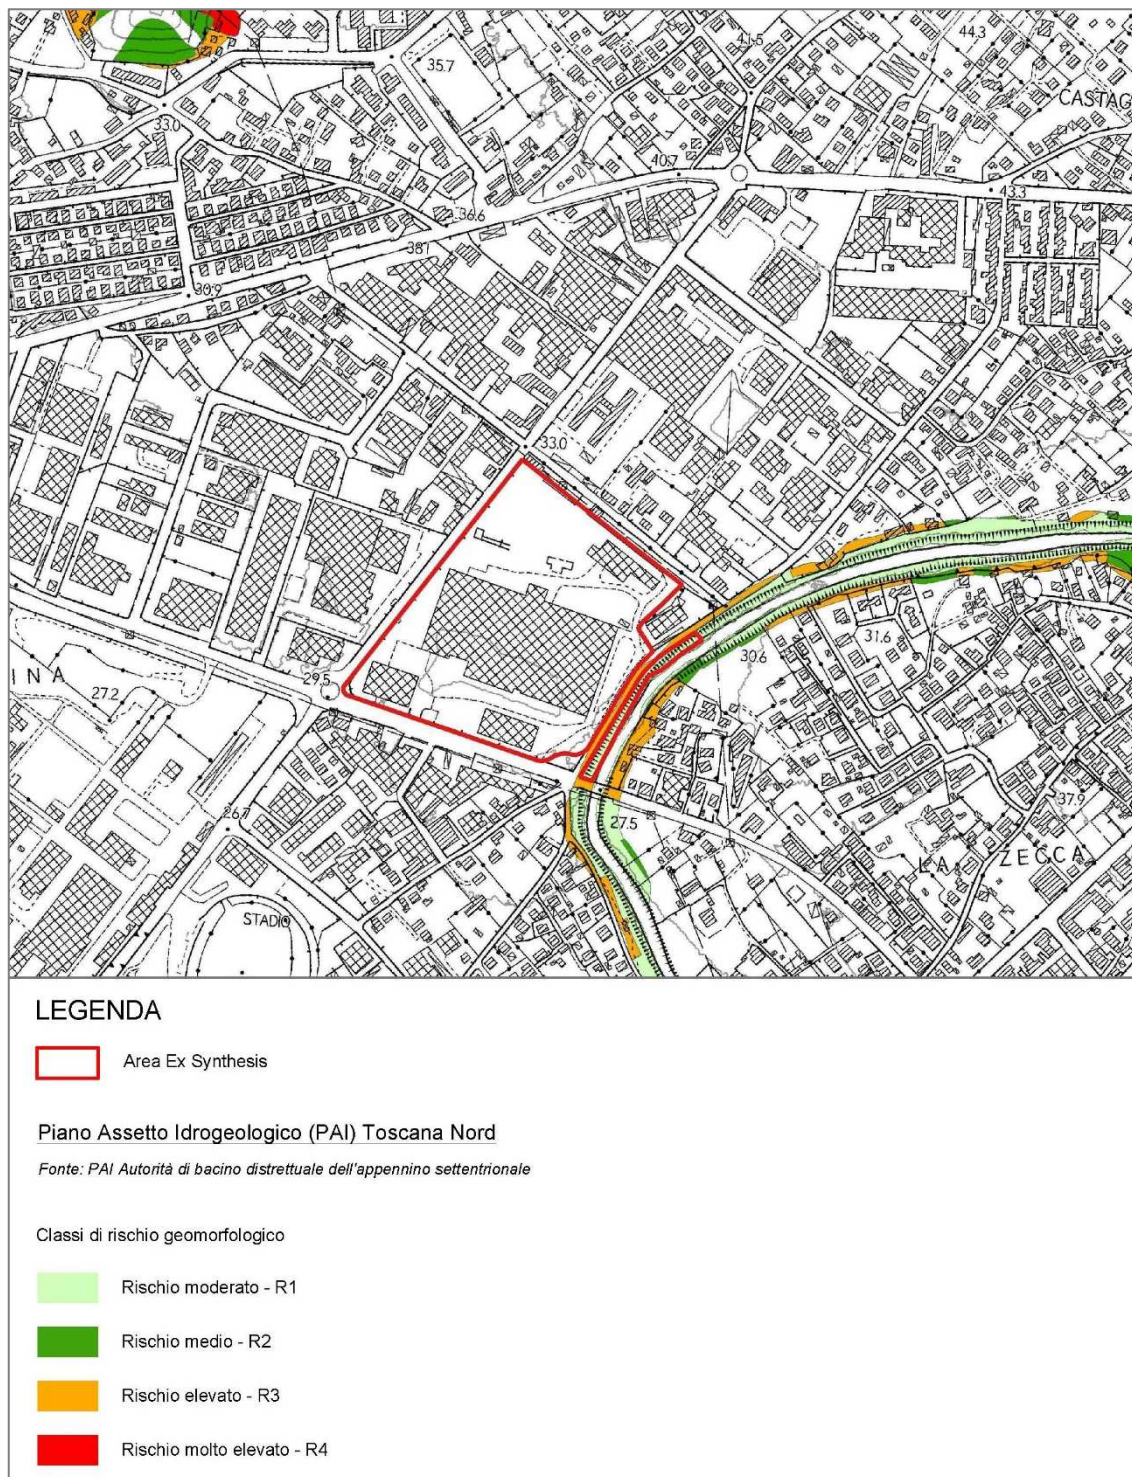 44.3
41.5
35.7
CASTAG
33.0
40.7
43.3
36.6
38.1
30.9
33.0
31.6
30.6
INA
27.2
29.5
37.9
26.7
27.5
LA ZECCA
STADIO
LEGENDA
Area Ex Synthesis
Piano Assetto Idrogeologico (PAI) Toscana Nord
Fonte: PAI Autorità di bacino distrettuale dell'appennino settentrionale
Classi di rischio geomorfologico
Rischio moderato - R1
Rischio medio - R2
Rischio elevato - R3
Rischio molto elevato - R4